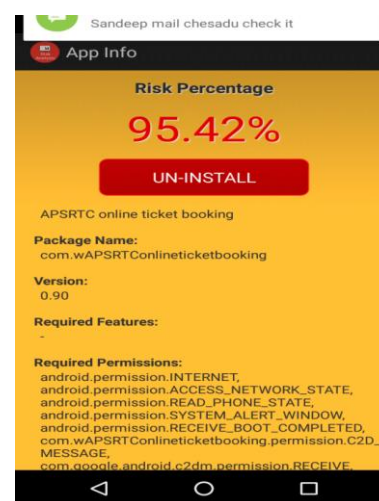 Sandeep mail chesadu check it
App Info
Risk Percentage
95.42%
UN-INSTALL
APSRTC online ticket booking
Package Name:
com.wAPSRTConlineticketbooking
Version:
0.90
Required Features:
-
Required Permissions:
android.permission.INTERNET,
android.permission.ACCESS_NETWORK_STATE,
android.permission.READ_PHONE_STATE,
android.permission.SYSTEM_ALERT_WINDOW,
android.permission.RECEIVE_BOOT_COMPLETED,
com.wAPSRTConlineticketbooking.permission.C2D_
MESSAGE,
com.google.android.c2dm.permission.RECEIVE,